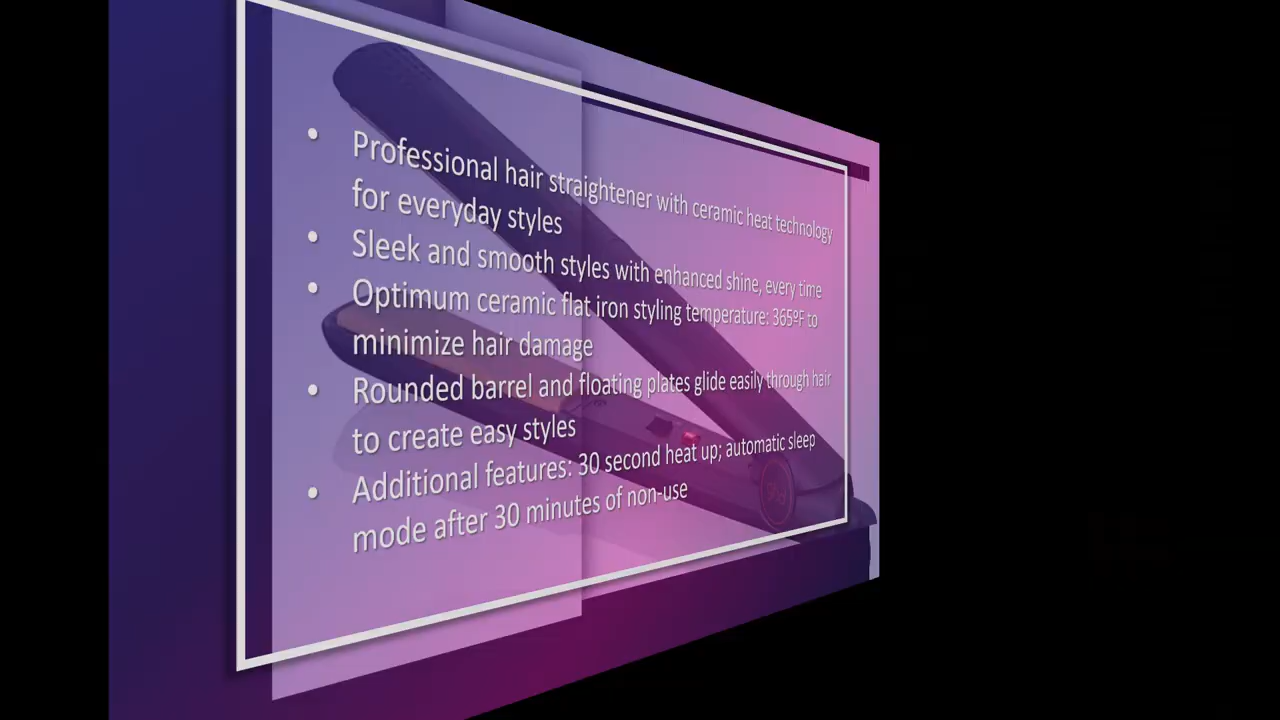 • Professional hair straightener with ceramic heat technology
for everyday styles
• Sleek and smooth styles with enhanced shine, every time
• Optimum ceramic flat iron styling temperature: 365ºF to
minimize hair damage
• Rounded barrel and floating plates glide easily through hair
to create easy styles
• Additional features: 30 second heat up; automatic sleep
mode after 30 minutes of non-use
ghd